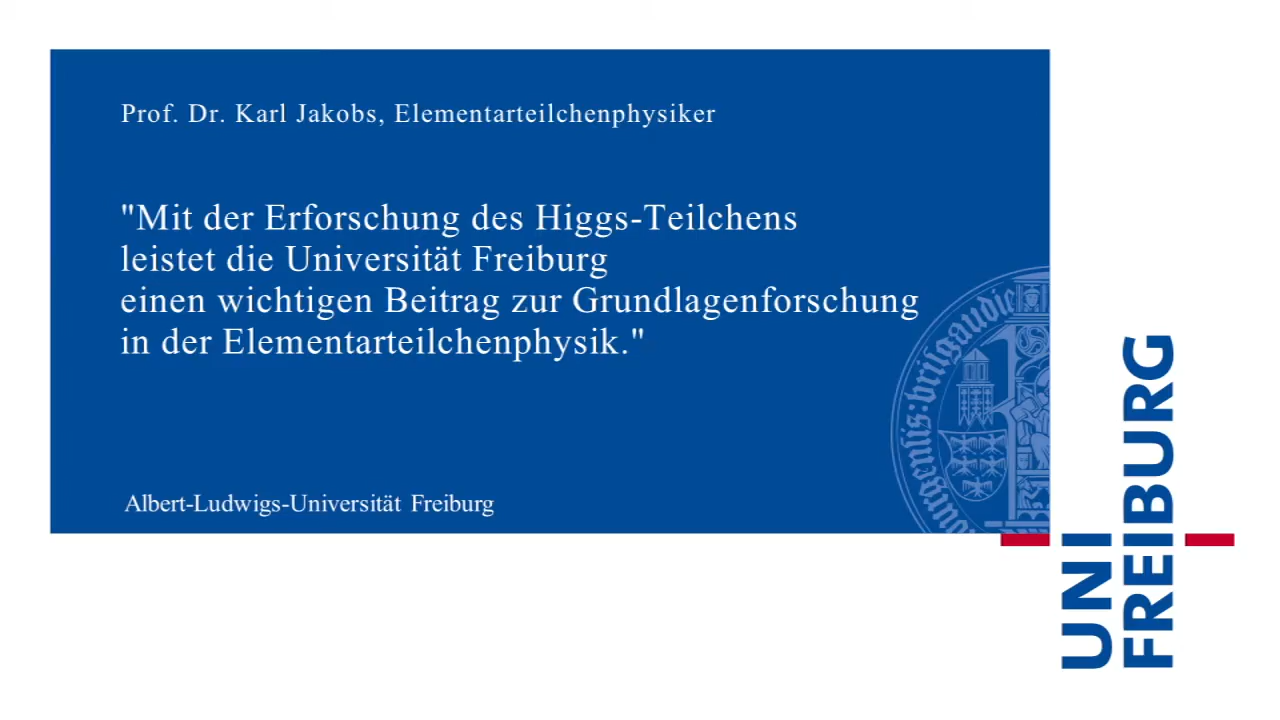 Prof. Dr. Karl Jakobs, Elementarteilchenphysiker
"Mit der Erforschung des Higgs-Teilchens
leistet die Universität Freiburg
einen wichtigen Beitrag zur Grundlagenforschung
in der Elementarteilchenphysik."
Albert-Ludwigs-Universität Freiburg
UNI
FREIBURG